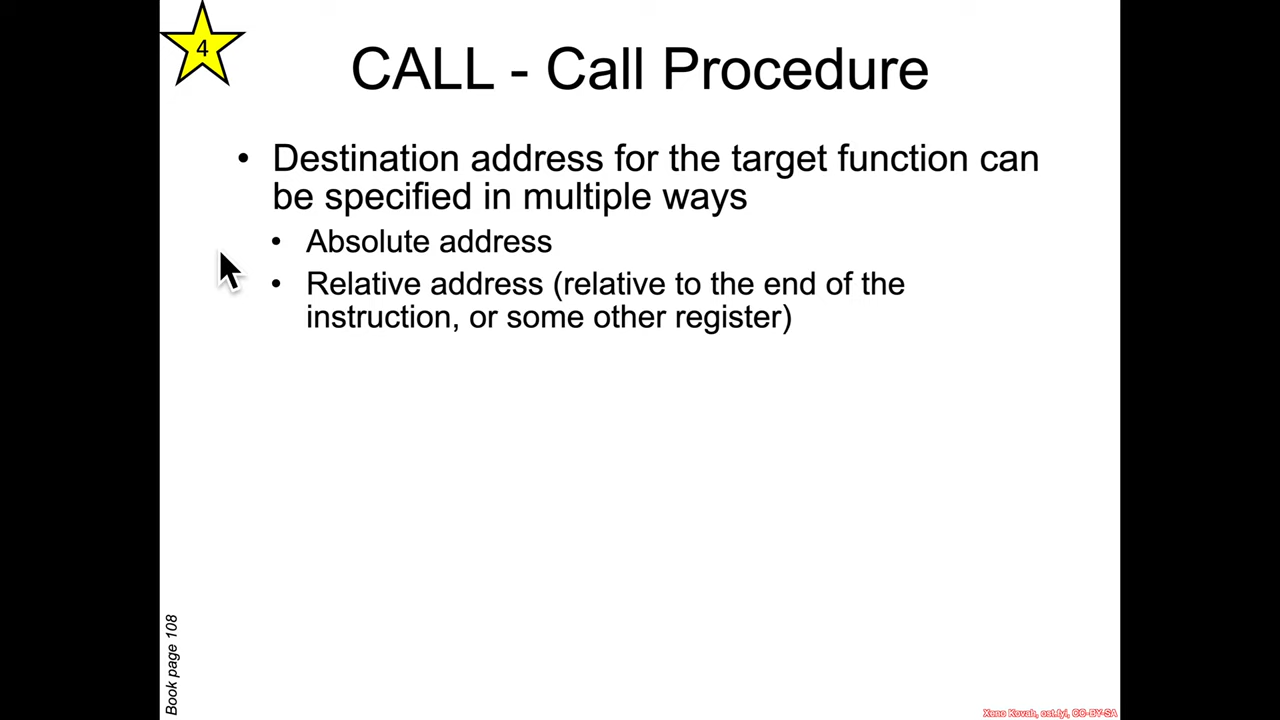 4
CALL - Call Procedure
• Destination address for the target function can
be specified in multiple ways
• Absolute address
• Relative address (relative to the end of the
instruction, or some other register)
Book page 108
Xeno Kovah, ost.fyi, CC-BY-SA